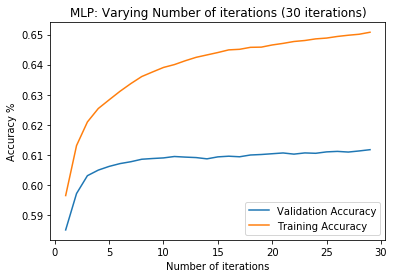 MLP: Varying Number of iterations (30 iterations)
Accuracy %
0.65
0.64
0.63
0.62
0.61
0.60
0.59
Validation Accuracy
Training Accuracy
0 5 10 15 20 25 30
Number of iterations